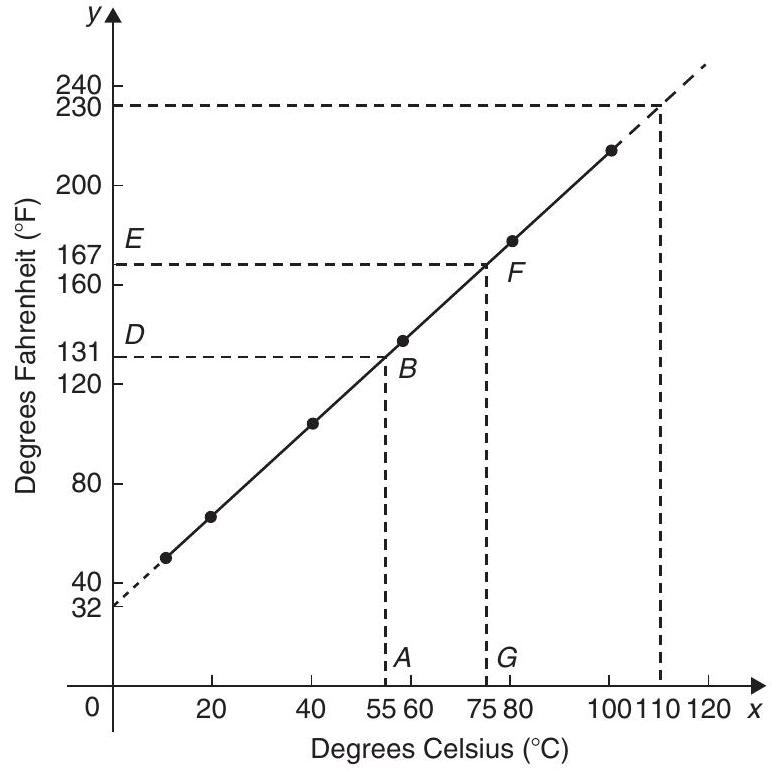 y
240
230
200
Degrees Fahrenheit (°F)
E
167
160
F
D
131
B
120
80
40
32
A
G
0
20 40 55 60 75 80 100 110 120 x
Degrees Celsius (°C)